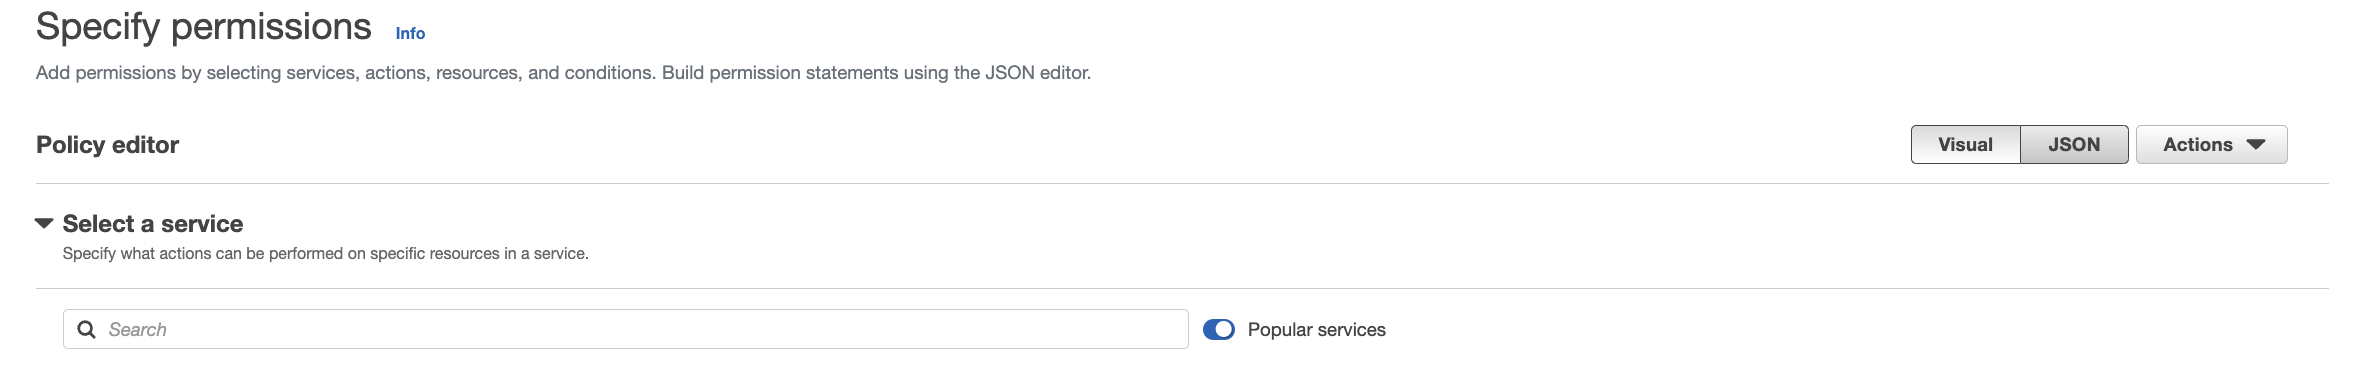 Specify permissions Info
Add permissions by selecting services, actions, resources, and conditions. Build permission statements using the JSON editor.
Policy editor
Visual JSON Actions
Select a service
Specify what actions can be performed on specific resources in a service.
Search Popular services